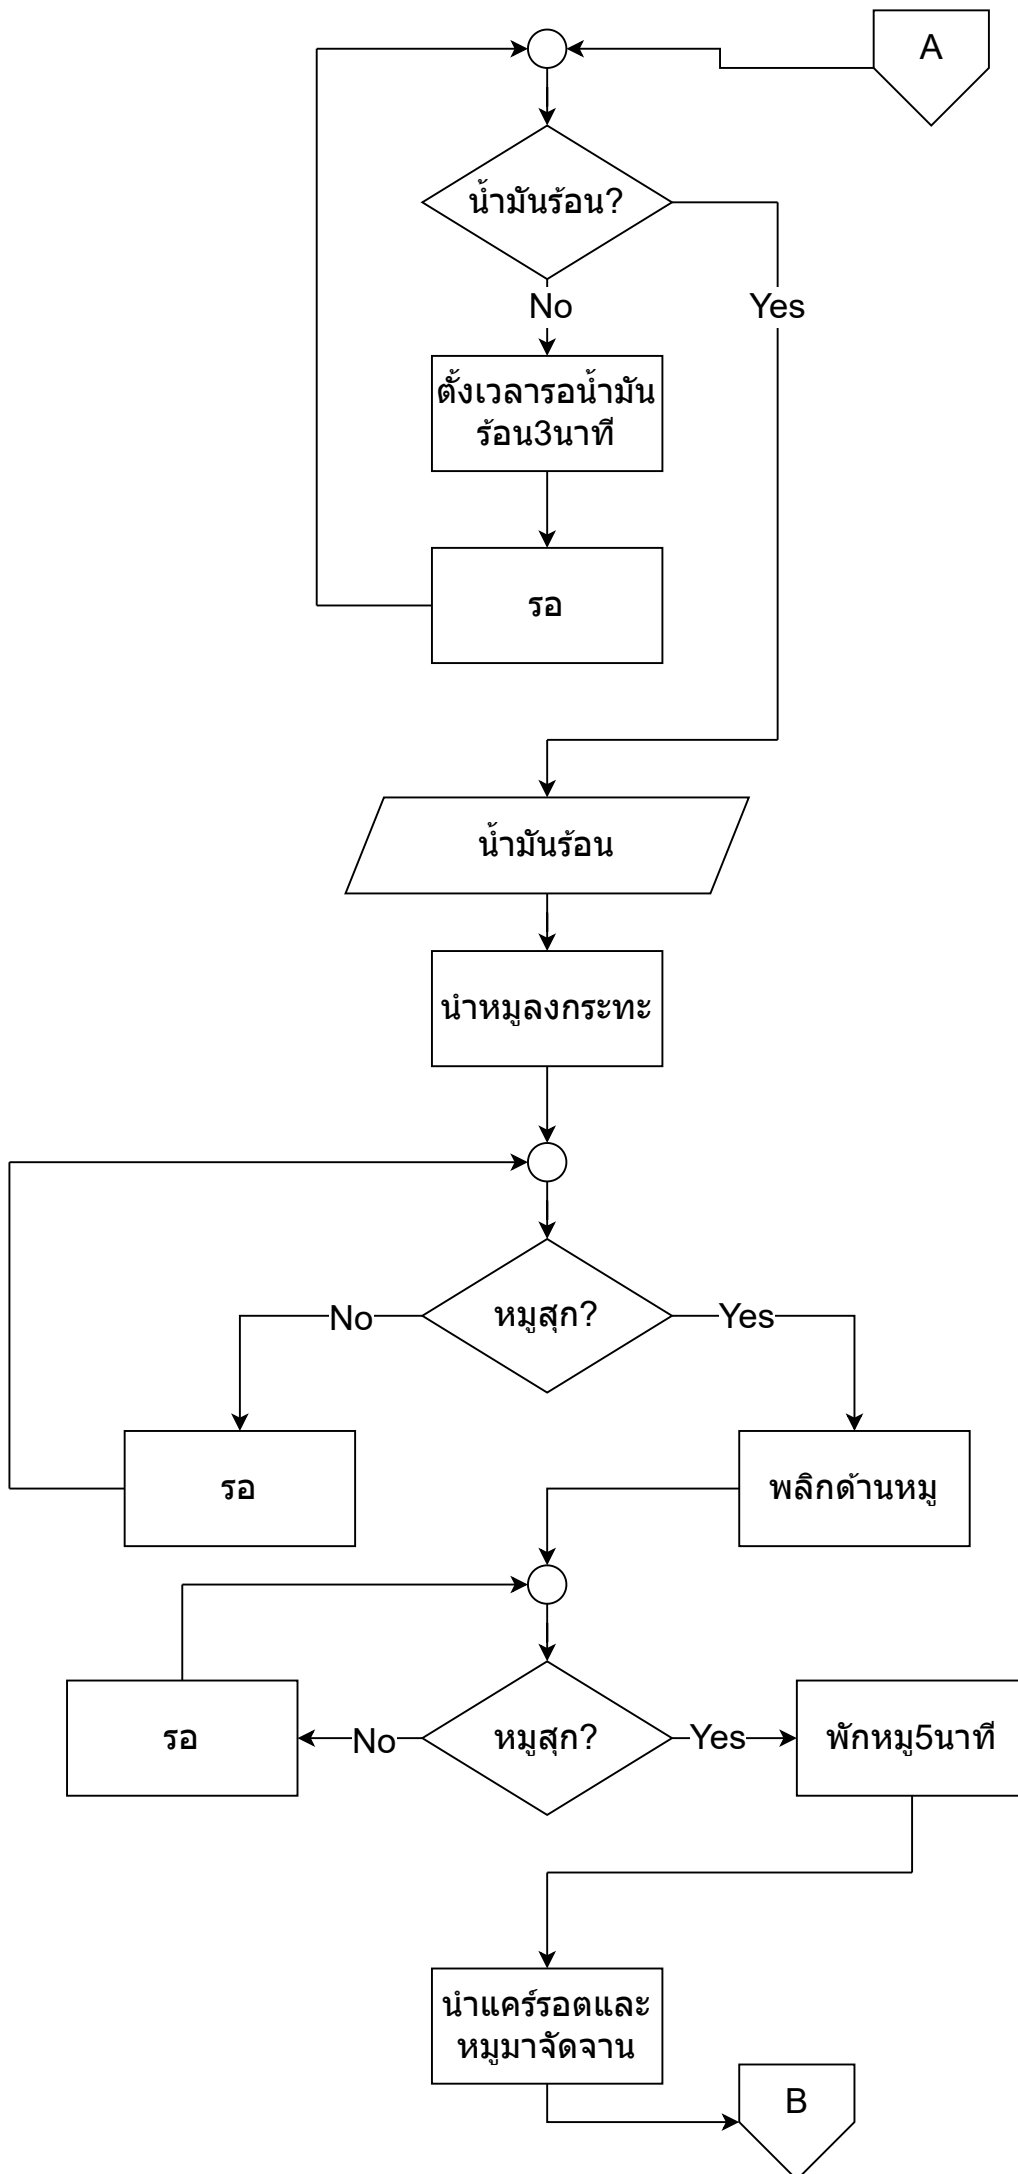 A
น้ำมันร้อน?
No
Yes
ตั้งเวลารอน้ำมัน
ร้อน3นาที
รอ
น้ำมันร้อน
นำหมูลงกระทะ
No
หมูสุก?
Yes
รอ
พลิกด้านหมู
รอ
No
หมูสุก?
Yes
พักหมู5นาที
นำแคร์รอตและ
หมูมาจัดจาน
B